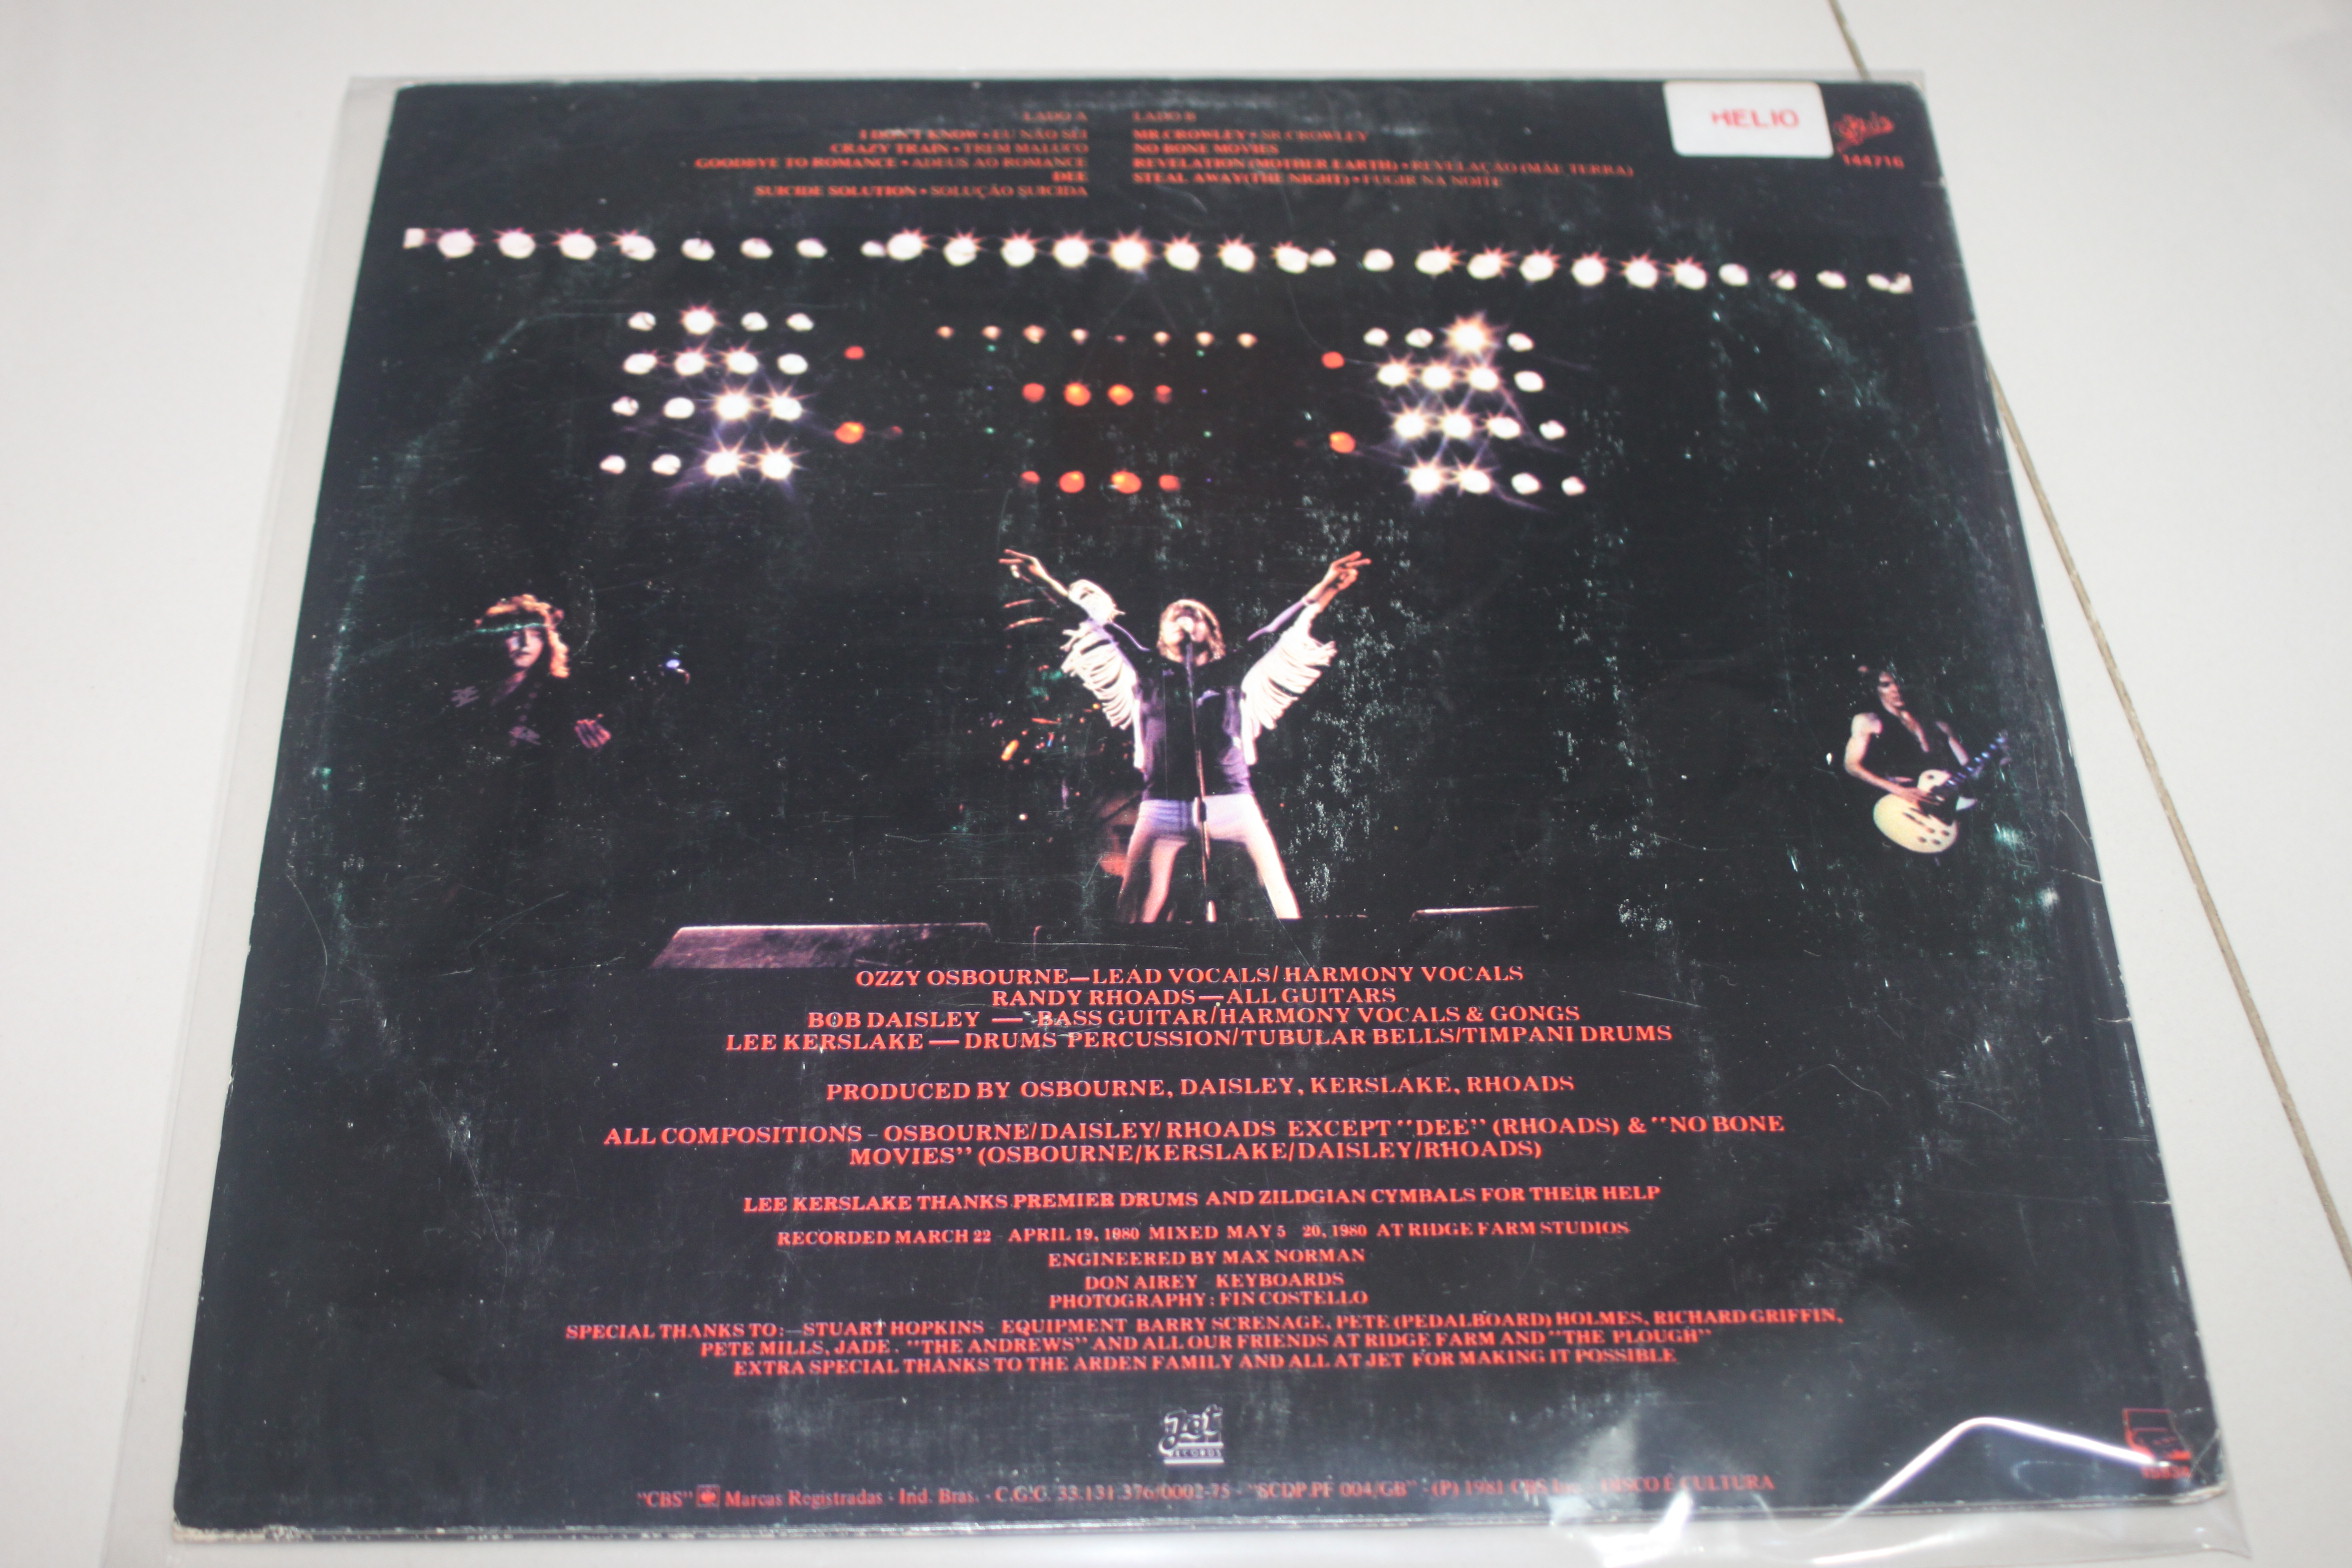 LADO A
I DON'T KNOW • EU NÃO SEI
CRAZY TRAIN • TREM MALUCO
GOODBYE TO ROMANCE • ADEUS AO ROMANCE
DEE
SUICIDE SOLUTION • SOLUÇÃO SUICIDA
LADO B
MR. CROWLEY • SR. CROWLEY
NO BONE MOVIES
REVELATION (MOTHER EARTH) • REVELAÇÃO (MÃE TERRA)
STEAL AWAY (THE NIGHT) • FUGIR NA NOITE
HELIO
144716
OZZY OSBOURNE—LEAD VOCALS/HARMONY VOCALS
RANDY RHOADS—ALL GUITARS
BOB DAISLEY — BASS GUITAR/HARMONY VOCALS & GONGS
LEE KERSLAKE — DRUMS PERCUSSION/TUBULAR BELLS/TIMPANI DRUMS
PRODUCED BY OSBOURNE, DAISLEY, KERSLAKE, RHOADS
ALL COMPOSITIONS - OSBOURNE/DAISLEY/RHOADS EXCEPT "DEE" (RHOADS) & "NO BONE
MOVIES" (OSBOURNE/KERSLAKE/DAISLEY/RHOADS)
LEE KERSLAKE THANKS PREMIER DRUMS AND ZILDGIAN CYMBALS FOR THEIR HELP
RECORDED MARCH 22 - APRIL 19, 1980 MIXED MAY 5 20, 1980 AT RIDGE FARM STUDIOS
ENGINEERED BY MAX NORMAN
DON AIREY KEYBOARDS
PHOTOGRAPHY: FIN COSTELLO
SPECIAL THANKS TO:—STUART HOPKINS EQUIPMENT BARRY SCRENAGE, PETE (PEDALBOARD) HOLMES, RICHARD GRIFFIN,
PETE MILLS, JADE. "THE ANDREWS" AND ALL OUR FRIENDS AT RIDGE FARM AND "THE PLOUGH"
EXTRA SPECIAL THANKS TO THE ARDEN FAMILY AND ALL AT JET FOR MAKING IT POSSIBLE
Jet
RECORDS
"CBS" Marcas Registradas - Ind. Bras. - C.G.C. 33.131.376/0002-75 - "SCDP.PF 004/GB" - (P) 1981 CBS Inc. DISCO É CULTURA